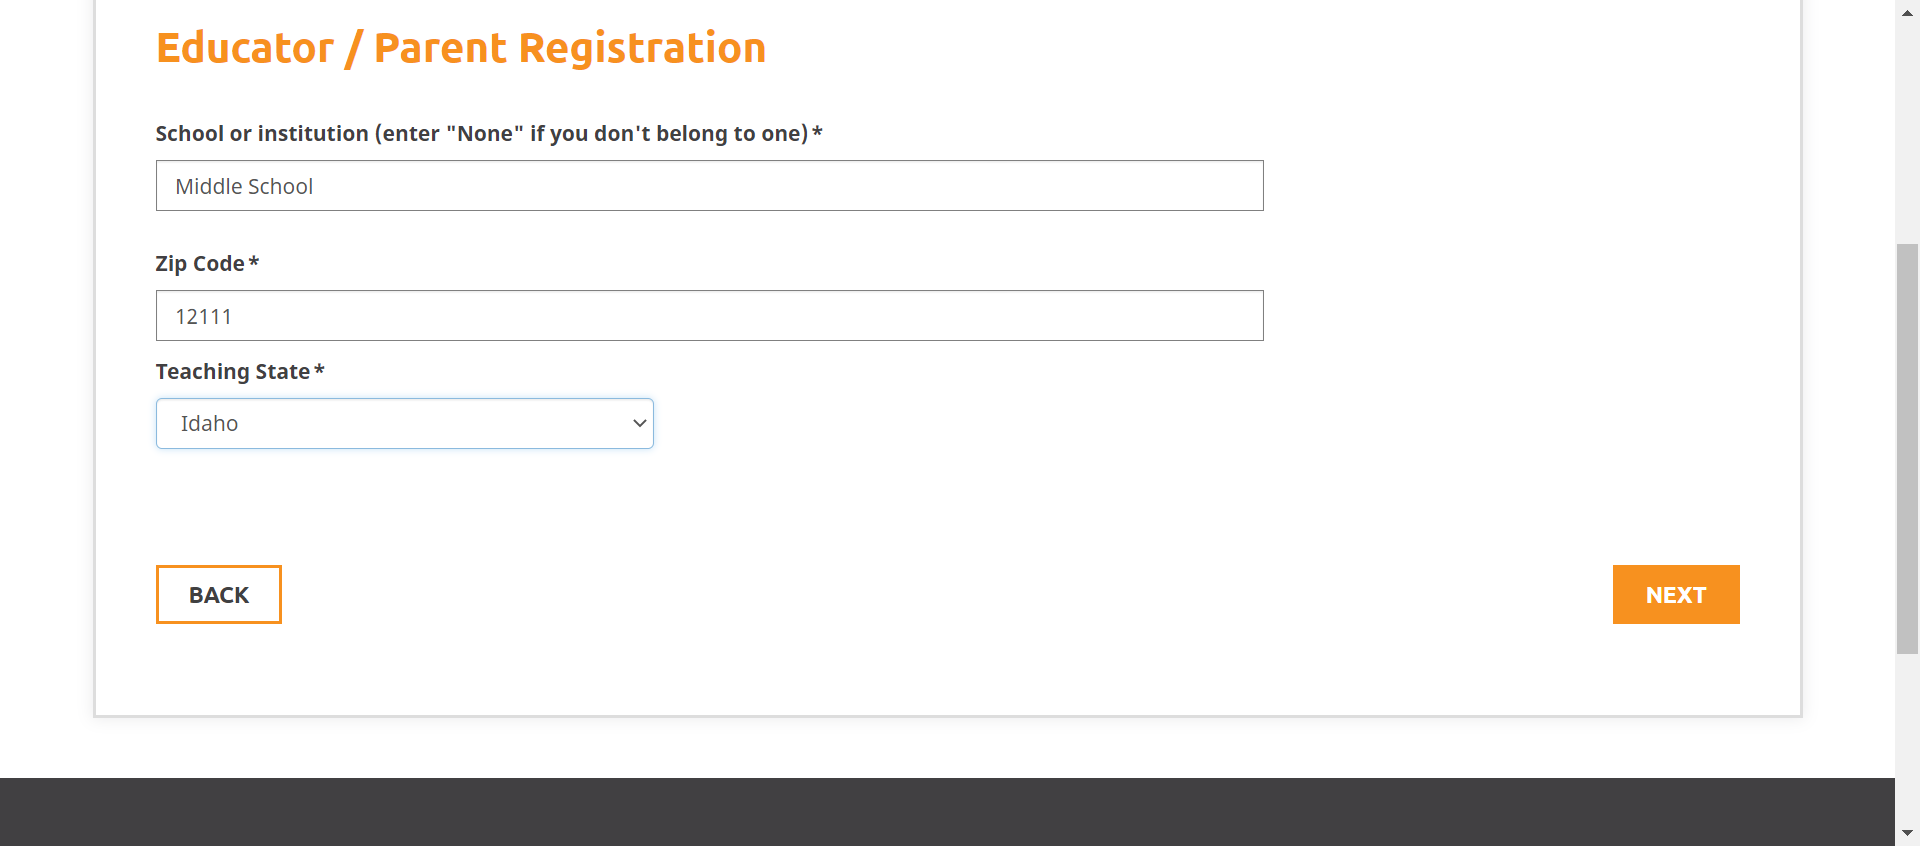 Educator / Parent Registration
School or institution (enter "None" if you don't belong to one) *
Middle School
Zip Code *
12111
Teaching State *
Idaho
BACK
NEXT